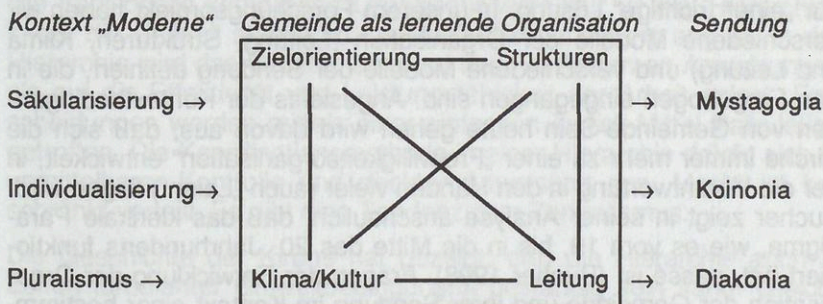 Kontext „Moderne“ Gemeinde als lernende Organisation Sendung
Zielorientierung Strukturen
Säkularisierung → → Mystagogia
Individualisierung→ → Koinonia
Pluralismus → Klima/Kultur Leitung → Diakonia